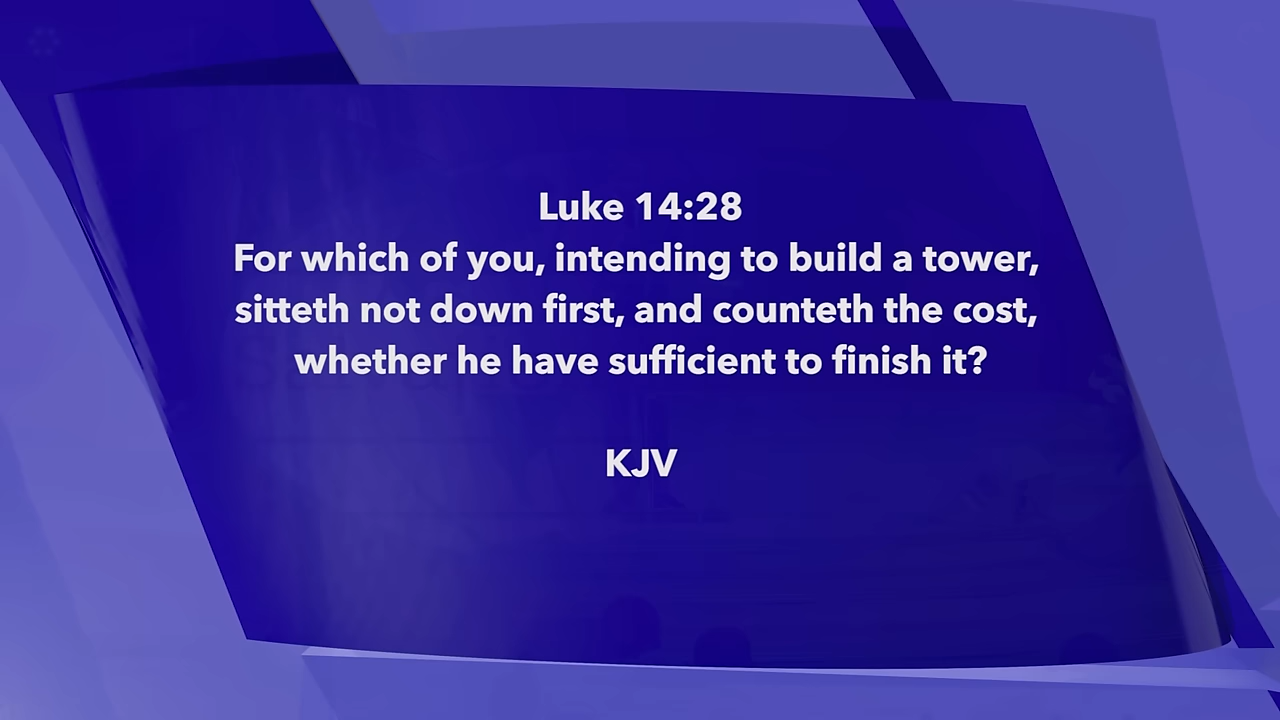 Luke 14:28
For which of you, intending to build a tower,
sitteth not down first, and counteth the cost,
whether he have sufficient to finish it?
KJV